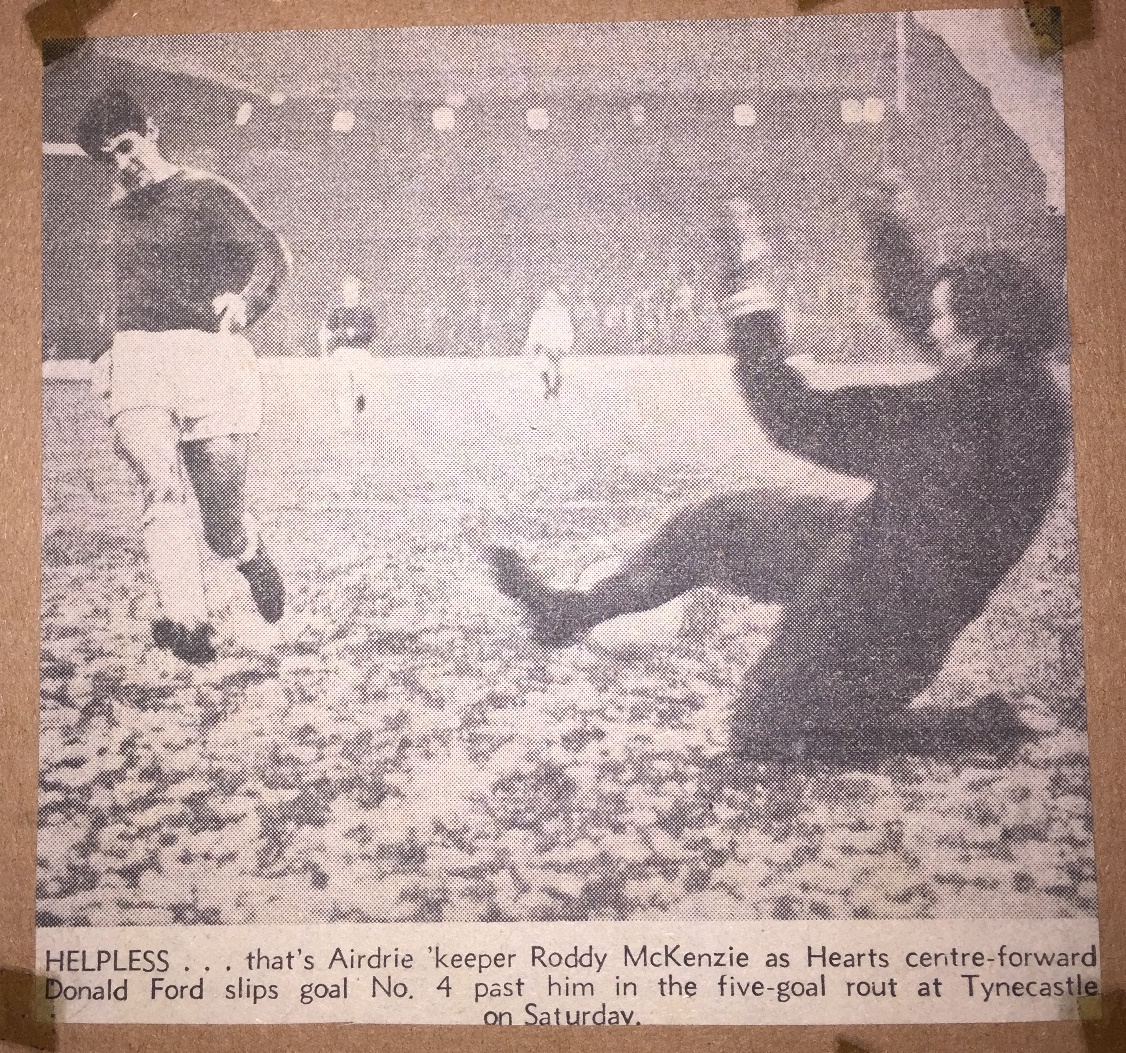 HELPLESS . . . that's Airdrie 'keeper Roddy McKenzie as Hearts centre-forward
Donald Ford slips goal No. 4 past him in the five-goal rout at Tynecastle
on Saturday.